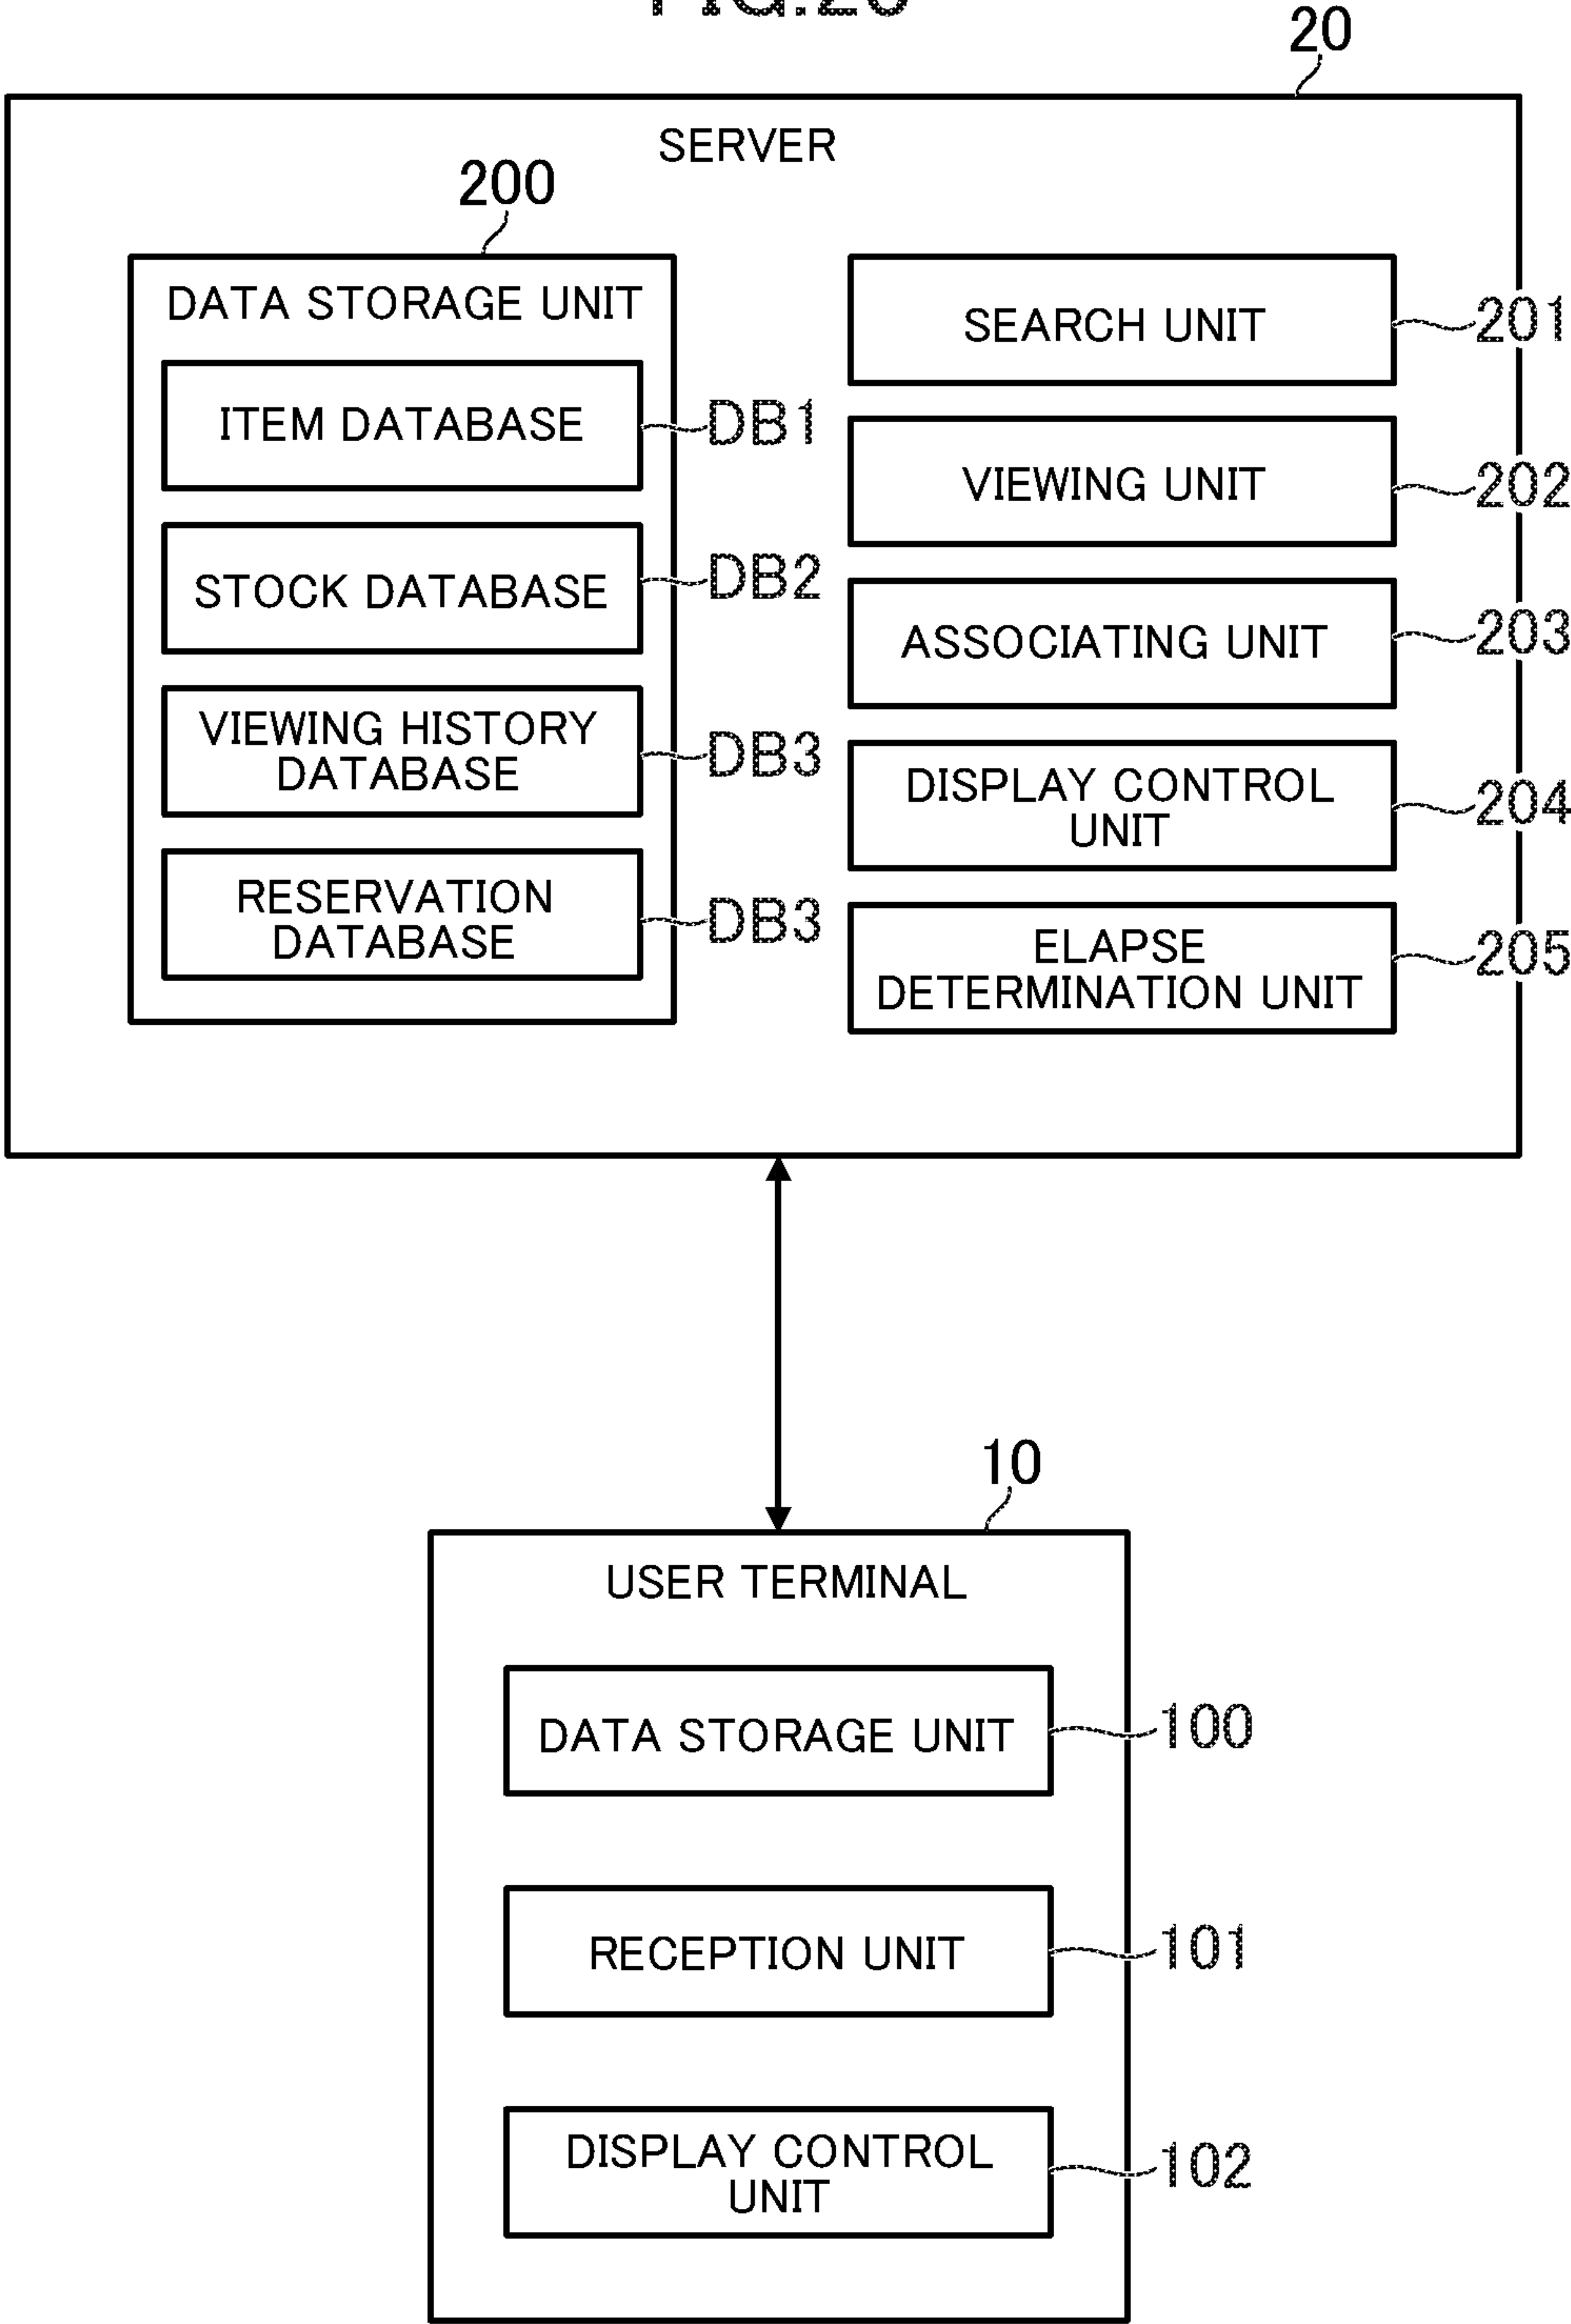 20
SERVER
200
DATA STORAGE UNIT
ITEM DATABASE
DB1
STOCK DATABASE
DB2
VIEWING HISTORY
DATABASE
DB3
RESERVATION
DATABASE
DB3
SEARCH UNIT
201
VIEWING UNIT
202
ASSOCIATING UNIT
203
DISPLAY CONTROL
UNIT
204
ELAPSE
DETERMINATION UNIT
205
10
USER TERMINAL
DATA STORAGE UNIT
100
RECEPTION UNIT
101
DISPLAY CONTROL
UNIT
102